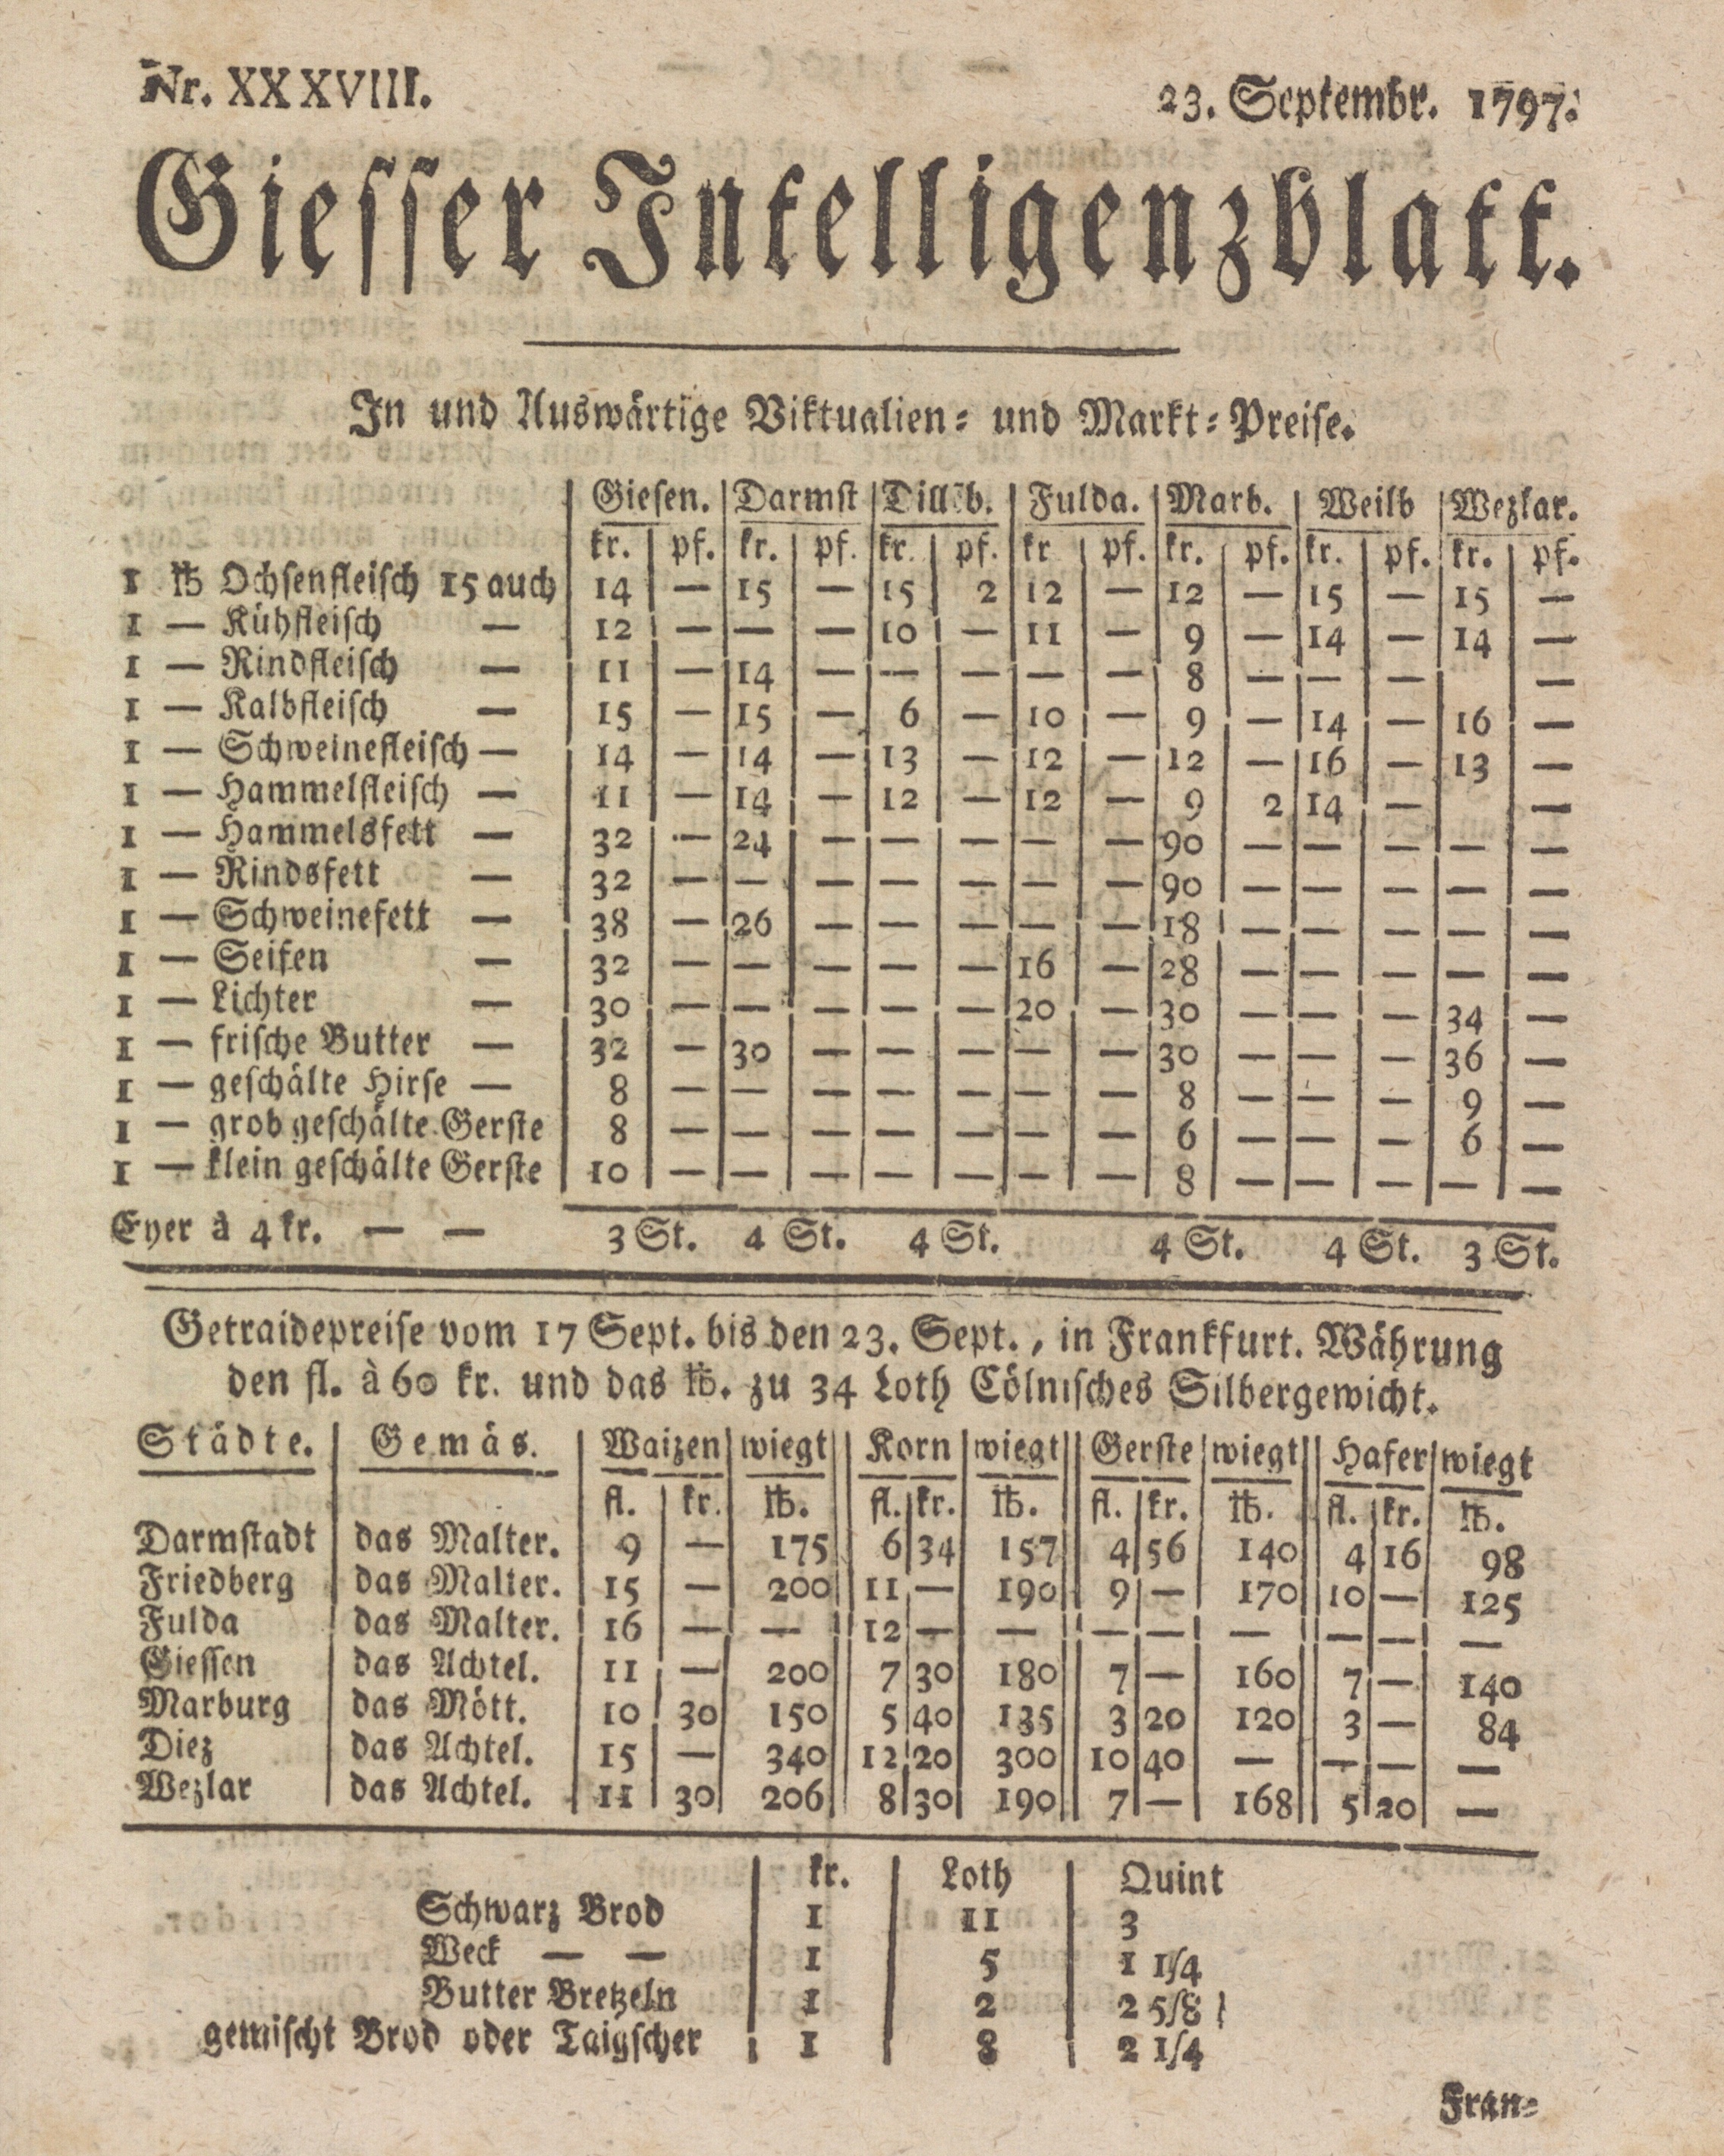 Nr. XXXVIII. 23. Septembr. 1797.
Giesser Intelligenzblatt.
In und Auswärtige Viktualien- und Markt-Preise.
Giesen. Darmst Dillb. Fulda. Marb. Weilb Wezlar.
kr. pf. kr. pf. kr. pf. kr pf. kr. pf. kr. pf. kr. pf.
1 ℔ Ochsenfleisch 15 auch 14 — 15 — 15 2 12 — 12 — 15 — 15 —
1 — Kühfleisch — 12 — — — 10 — 11 — 9 — 14 — 14 —
1 — Rindfleisch — 11 — 14 — — — — — 8 — — — —
1 — Kalbfleisch — 15 — 15 — 6 — 10 — 9 — 14 — 16 —
1 — Schweinefleisch — 14 — 14 — 13 — 12 — 12 — 16 — 13 —
1 — Hammelfleisch — 11 — 14 — 12 — 12 — 9 2 14 — —
1 — Hammelsfett — 32 — 24 — — — — — 90 — — — — —
1 — Rindsfett — 32 — — — — — — — 90 — — — — —
1 — Schweinefett — 38 — 26 — — — — — 18 — — — — —
1 — Seifen — 32 — — — — — 16 — 28 — — — — —
1 — Lichter — 30 — — — — — 20 — 30 — — — 34 —
1 — frische Butter — 32 — 30 — — — — — 30 — — — 36 —
1 — geschälte Hirse — 8 — — — — — — — 8 — — — 9 —
1 — grob geschälte Gerste 8 — — — — — — — 6 — — — 6 —
1 — klein geschälte Gerste 10 — — — — — — — 8 — — — — —
Eyer à 4 kr. — — 3 St. 4 St. 4 St. 4 St. 4 St. 3 St.
Getraidepreise vom 17 Sept. bis den 23. Sept., in Frankfurt. Währung
den fl. à 60 kr. und das ℔. zu 34 Loth Cölnisches Silbergewicht.
Städte. Gemäs. Waizen wiegt Korn wiegt Gerste wiegt Hafer wiegt
fl. kr. ℔. fl. kr. ℔. fl. kr. ℔. fl. kr. ℔.
Darmstadt das Malter. 9 — 175 6 34 157 4 56 140 4 16 98
Friedberg das Malter. 15 — 200 11 — 190 9 — 170 10 — 125
Fulda das Malter. 16 — — 12 — — — — — — — —
Giessen das Achtel. 11 — 200 7 30 180 7 — 160 7 — 140
Marburg das Mött. 10 30 150 5 40 135 3 20 120 3 — 84
Diez das Achtel. 15 — 340 12 20 300 10 40 — — — —
Wezlar das Achtel. 11 30 206 8 30 190 7 — 168 5 20 —
kr. Loth Quint
Schwarz Brod 1 11 3
Weck — — 1 5 1 1/4
Butter Bretzeln 1 2 2 5/8
gemischt Brod oder Taigscher 1 8 2 1/4
Fran-